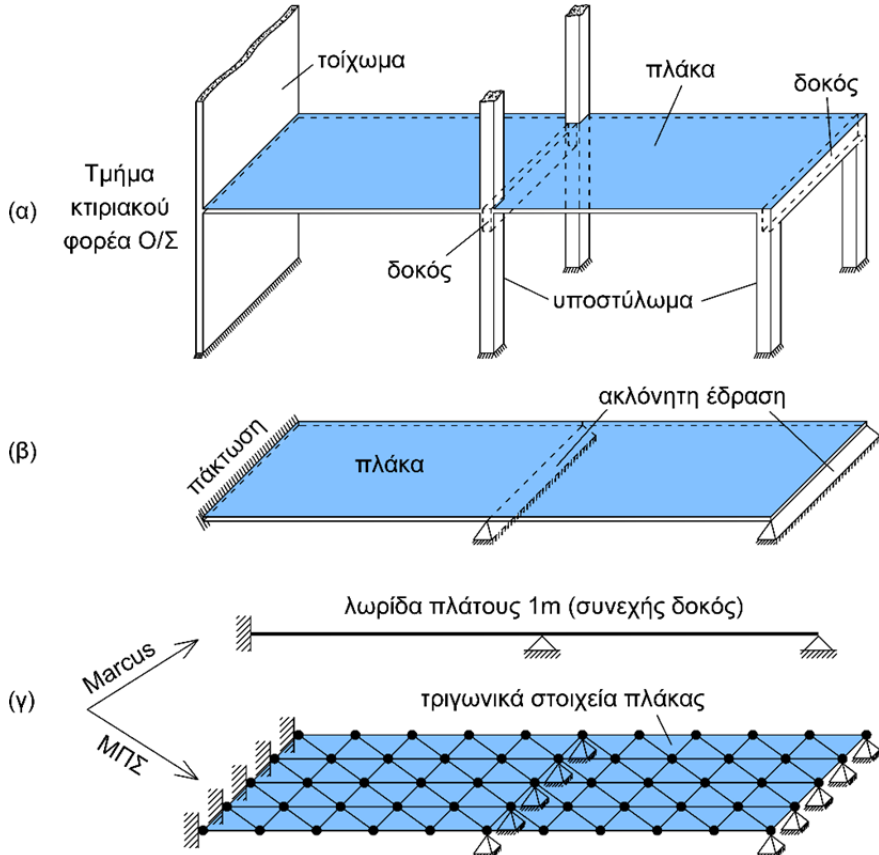 τοίχωμα
πλάκα
δοκός
(α)
Τμήμα
κτιριακού
φορέα Ο/Σ
δοκός
υποστύλωμα
ακλόνητη έδραση
(β)
πάκτωση
πλάκα
λωρίδα πλάτους 1m (συνεχής δοκός)
Marcus
(γ)
τριγωνικά στοιχεία πλάκας
ΜΠΣ